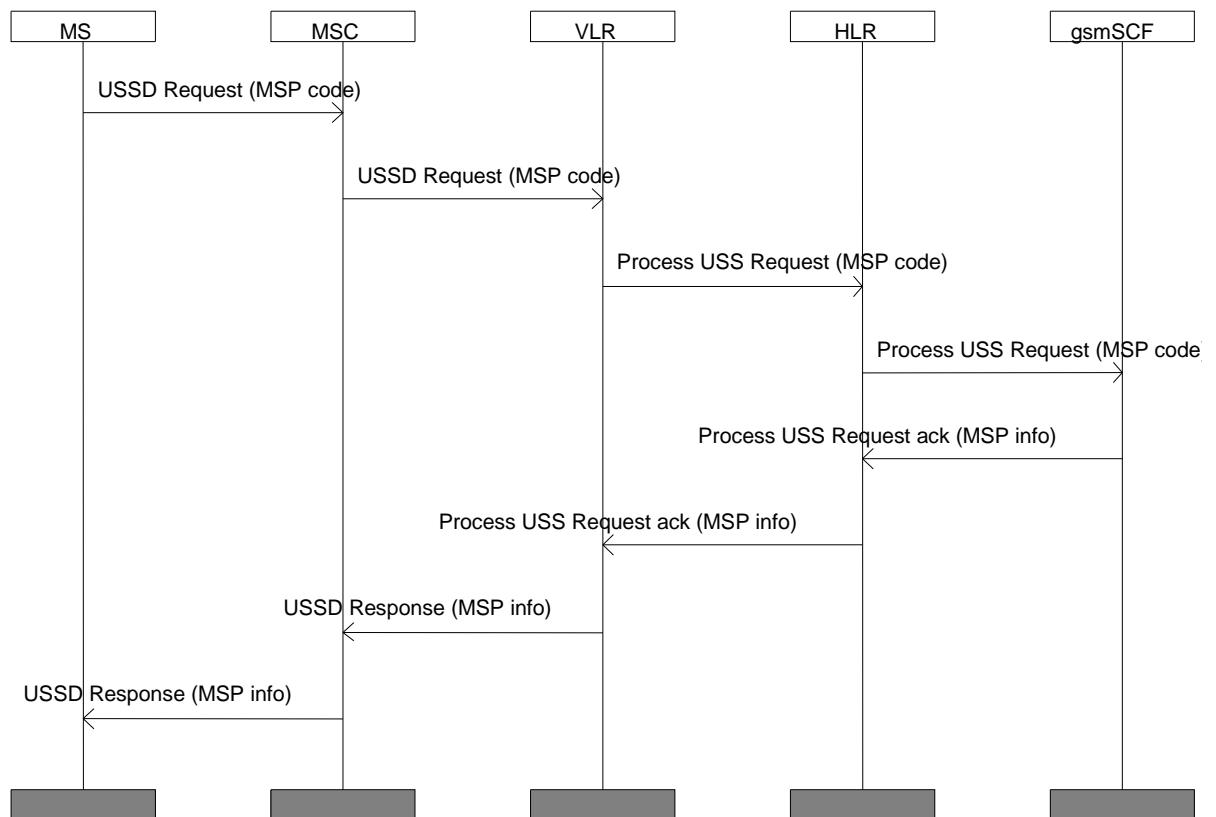 MS
MSC
VLR
HLR
gsmSCF
USSD Request (MSP code)
USSD Request (MSP code)
Process USS Request (MSP code)
Process USS Request (MSP code)
Process USS Request ack (MSP info)
Process USS Request ack (MSP info)
USSD Response (MSP info)
USSD Response (MSP info)